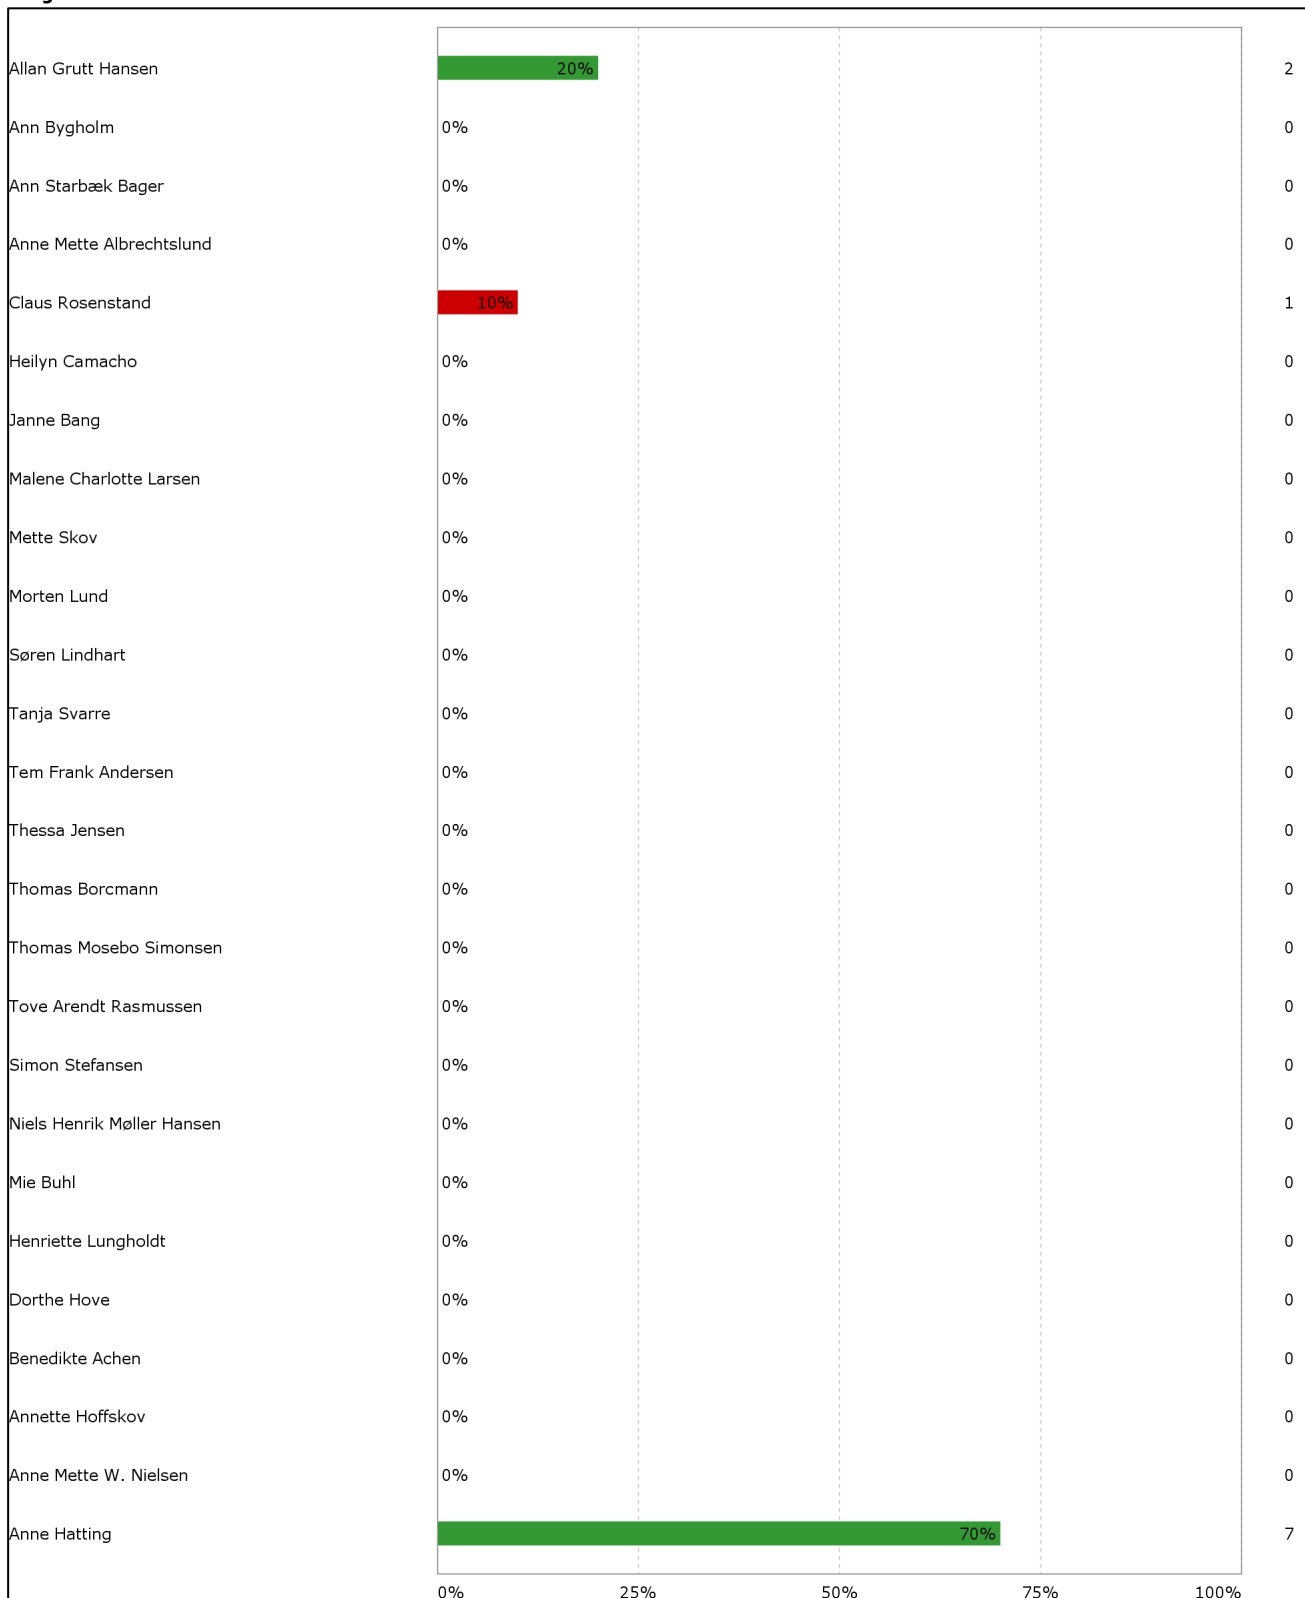 Allan Grutt Hansen 20% 2
Ann Bygholm 0% 0
Ann Starbæk Bager 0% 0
Anne Mette Albrechtslund 0% 0
Claus Rosenstand 10% 1
Heilyn Camacho 0% 0
Janne Bang 0% 0
Malene Charlotte Larsen 0% 0
Mette Skov 0% 0
Morten Lund 0% 0
Søren Lindhart 0% 0
Tanja Svarre 0% 0
Tem Frank Andersen 0% 0
Thessa Jensen 0% 0
Thomas Borcmann 0% 0
Thomas Mosebo Simonsen 0% 0
Tove Arendt Rasmussen 0% 0
Simon Stefansen 0% 0
Niels Henrik Møller Hansen 0% 0
Mie Buhl 0% 0
Henriette Lungholdt 0% 0
Dorthe Hove 0% 0
Benedikte Achen 0% 0
Annette Hoffskov 0% 0
Anne Mette W. Nielsen 0% 0
Anne Hatting 70% 7
0% 25% 50% 75% 100%